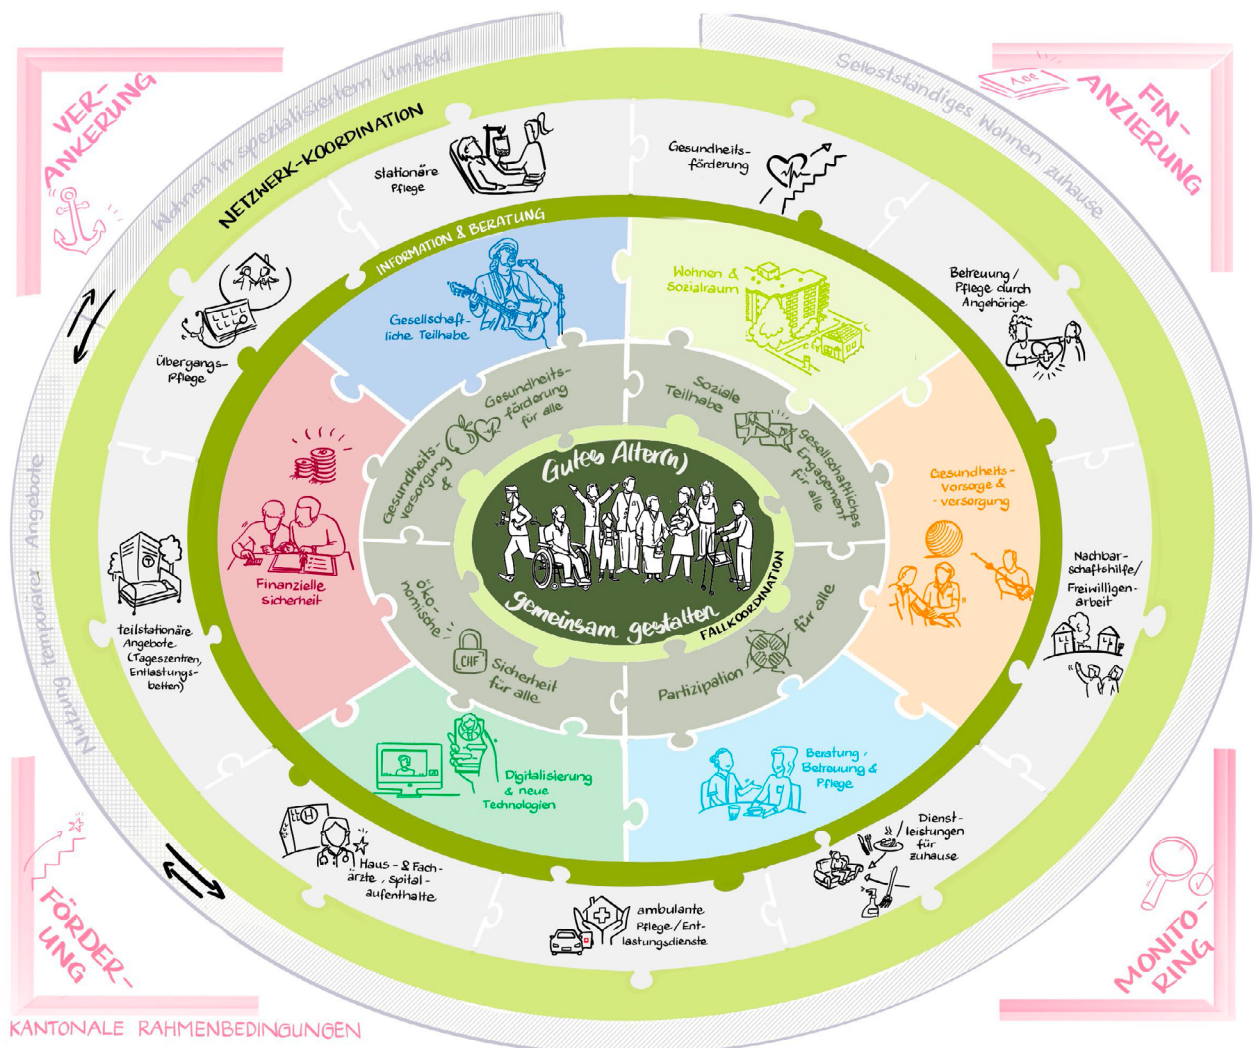 VER-
ANKERUNG
FIN-
ANZIERUNG
Wohnen in spezialisiertem Umfeld
Selbstständiges Wohnen zuhause
Nutzung temporärer Angebote
NETZWERK-KOORDINATION
stationäre
Pflege
Gesundheits-
förderung
Betreuung/
Pflege durch
Angehörige
Nachbar-
schaftshilfe/
Freiwilligen-
arbeit
Dienst-
leistungen
für
zuhause
ambulante
Pflege/Ent-
lastungsdienste
Haus- & Fach-
ärzte, Spital-
aufenthalte
teilstationäre
Angebote
(Tageszentren,
Entlastungs-
betten)
Übergangs-
Pflege
INFORMATION & BERATUNG
Gesellschaft-
liche Teilhabe
Wohnen &
Sozialraum
Gesundheits-
vorsorge &
-versorgung
Beratung,
Betreuung &
Pflege
Digitalisierung
& neue
Technologien
Finanzielle
Sicherheit
Gesundheits-
versorgung
&
Gesundheits-
förderung
für alle
Soziale
Teilhabe
gesellschaftliches
Engagement
für alle
Partizipation
für alle
öko-
nomische
CHF
Sicherheit
für alle
Gutes Alter(n)
gemeinsam gestalten
FALLKOORDINATION
H
FÖRDER-
UNG
MONITO-
RING
KANTONALE RAHMENBEDINGUNGEN